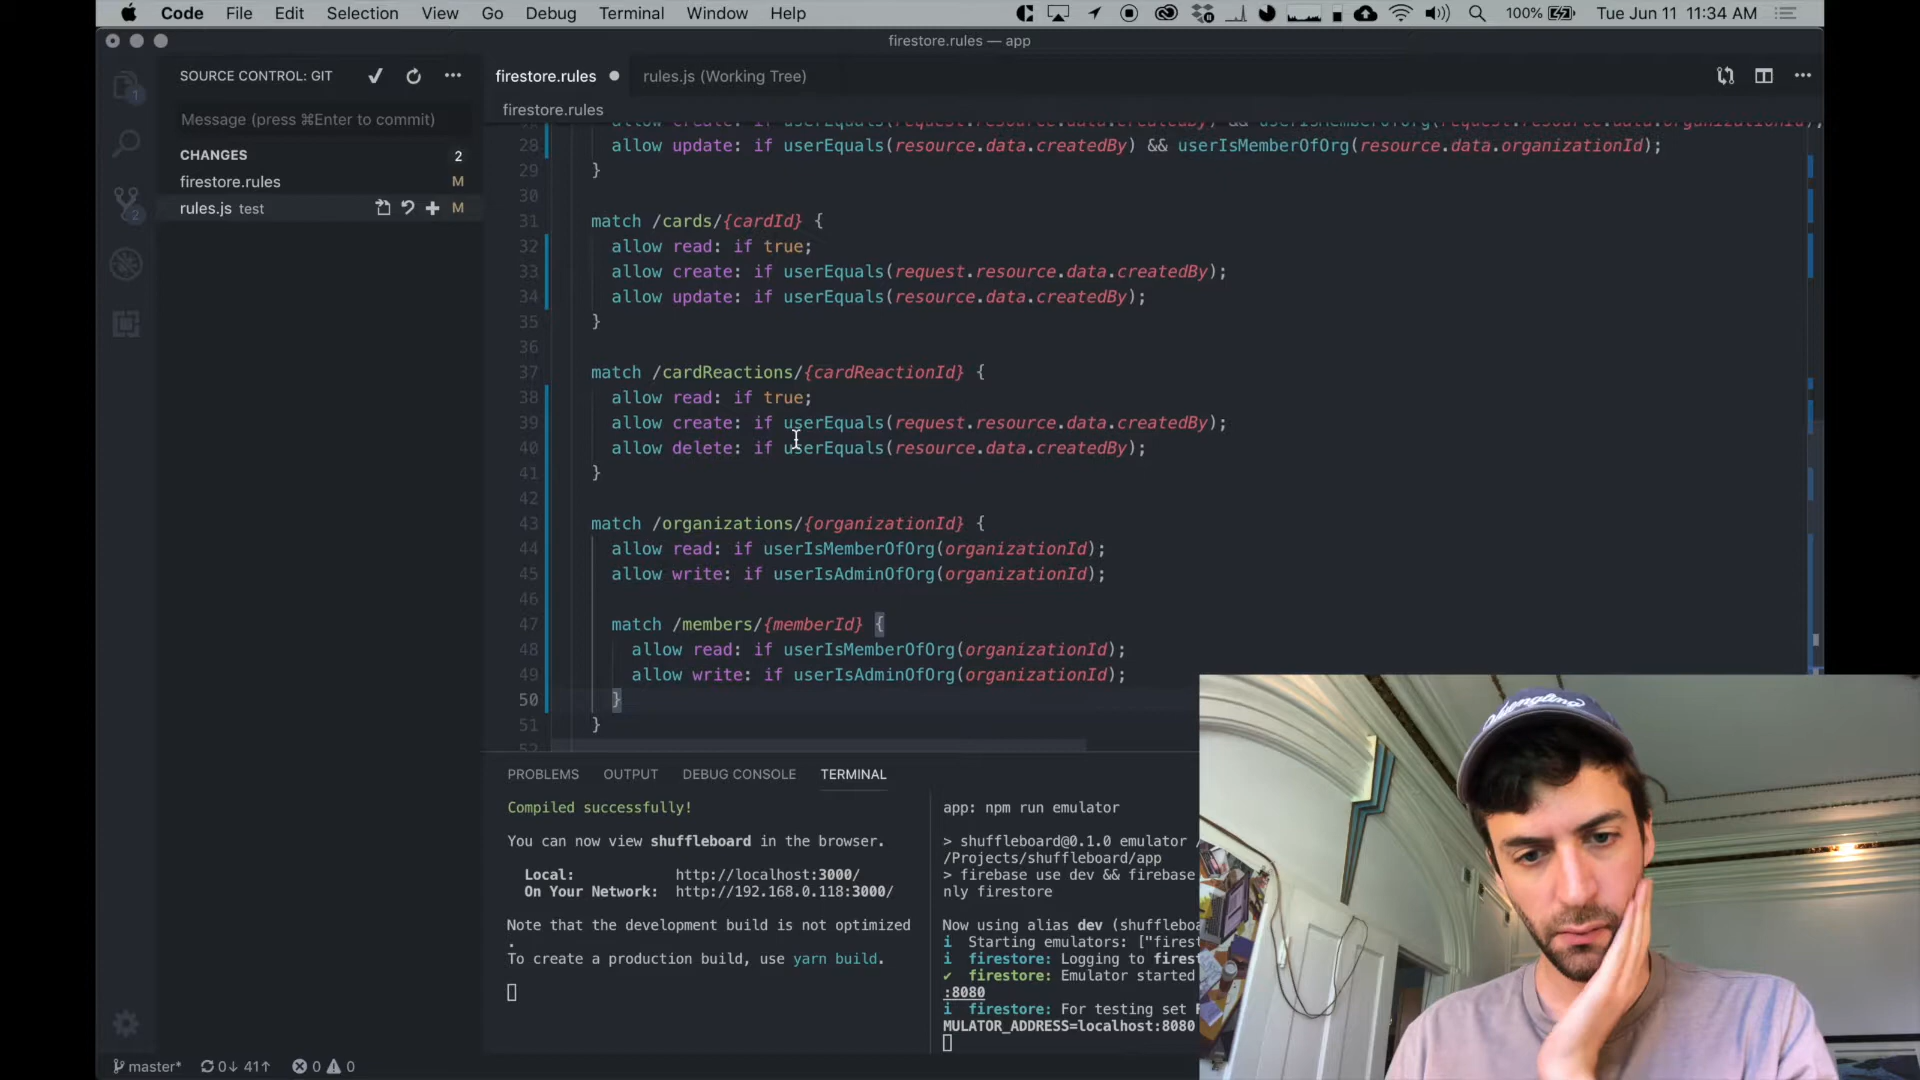 Code File Edit Selection View Go Debug Terminal Window Help 100% Tue Jun 11 11:34 AM
firestore.rules — app
SOURCE CONTROL: GIT
firestore.rules rules.js (Working Tree)
Message (press ⌘Enter to commit)
firestore.rules
CHANGES 2
firestore.rules M
rules.js test M
28 allow update: if userEquals(resource.data.createdBy) && userIsMemberOfOrg(resource.data.organizationId);
29 }
30
31 match /cards/{cardId} {
32 allow read: if true;
33 allow create: if userEquals(request.resource.data.createdBy);
34 allow update: if userEquals(resource.data.createdBy);
35 }
36
37 match /cardReactions/{cardReactionId} {
38 allow read: if true;
39 allow create: if userEquals(request.resource.data.createdBy);
40 allow delete: if userEquals(resource.data.createdBy);
41 }
42
43 match /organizations/{organizationId} {
44 allow read: if userIsMemberOfOrg(organizationId);
45 allow write: if userIsAdminOfOrg(organizationId);
46
47 match /members/{memberId} {
48 allow read: if userIsMemberOfOrg(organizationId);
49 allow write: if userIsAdminOfOrg(organizationId);
50 }
51 }
PROBLEMS OUTPUT DEBUG CONSOLE TERMINAL
Compiled successfully!
You can now view shuffleboard in the browser.
Local: http://localhost:3000/
On Your Network: http://192.168.0.118:3000/
Note that the development build is not optimized
.
To create a production build, use yarn build.
app: npm run emulator
> shuffleboard@0.1.0 emulator /
/Projects/shuffleboard/app
> firebase use dev && firebase
nly firestore
Now using alias dev (shufflebo
i Starting emulators: ["firest
i firestore: Logging to firest
✔ firestore: Emulator started
:8080
i firestore: For testing set F
MULATOR_ADDRESS=localhost:8080
master* 0↓ 41↑ 0 0